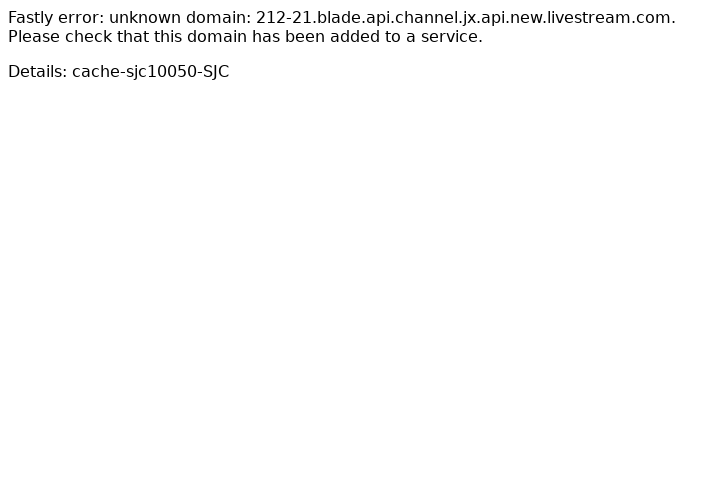 Fastly error: unknown domain: 212-21.blade.api.channel.jx.api.new.livestream.com.
Please check that this domain has been added to a service.
Details: cache-sjc10050-SJC